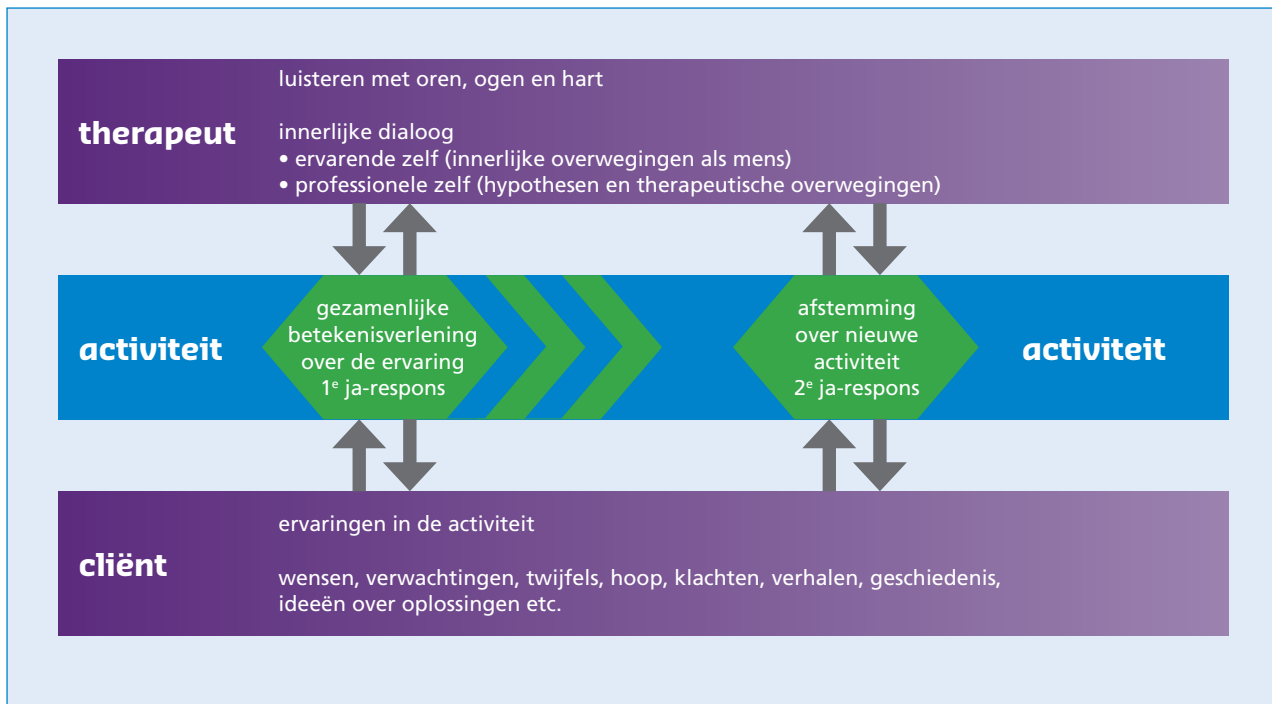 therapeut
luisteren met oren, ogen en hart
innerlijke dialoog
• ervarende zelf (innerlijke overwegingen als mens)
• professionele zelf (hypothesen en therapeutische overwegingen)
activiteit
gezamenlijke
betekenisverlening
over de ervaring
1e ja-respons
afstemming
over nieuwe
activiteit
2e ja-respons
activiteit
cliënt
ervaringen in de activiteit
wensen, verwachtingen, twijfels, hoop, klachten, verhalen, geschiedenis,
ideeën over oplossingen etc.